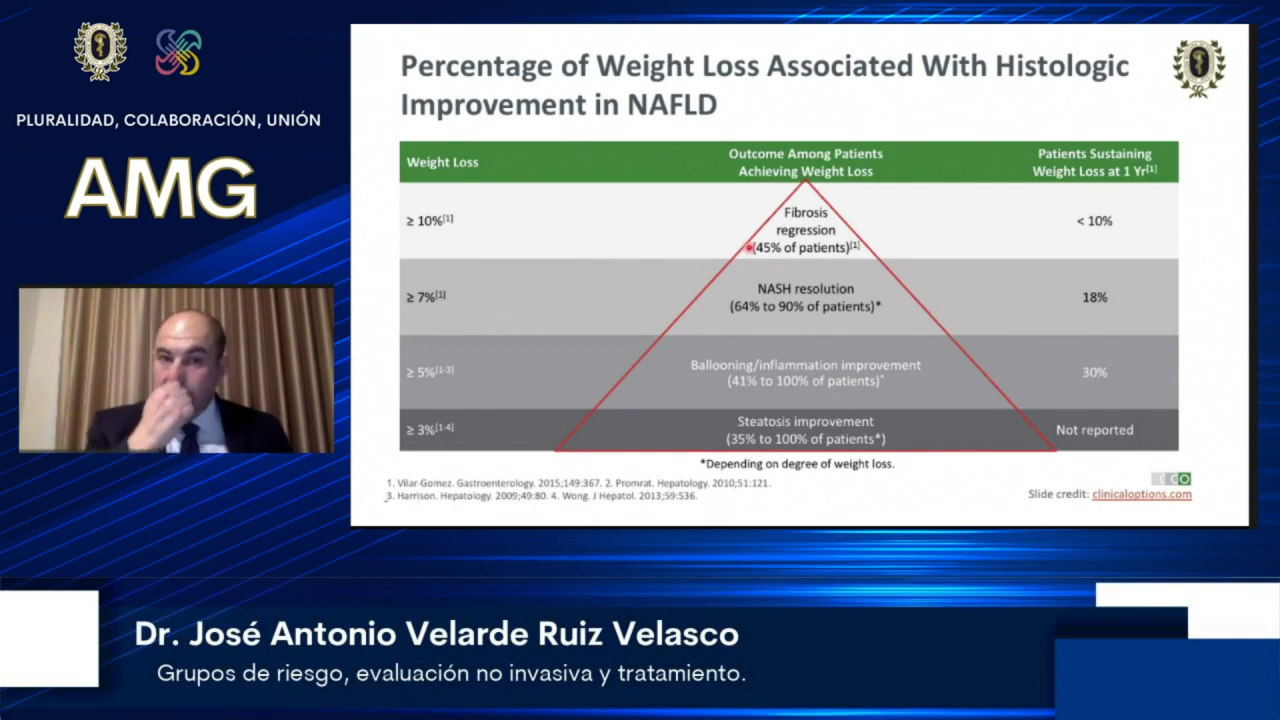 PLURALIDAD, COLABORACIÓN, UNIÓN
AMG
Percentage of Weight Loss Associated With Histologic
Improvement in NAFLD
Weight Loss
Outcome Among Patients
Achieving Weight Loss
Patients Sustaining
Weight Loss at 1 Yr[1]
≥ 10%[1]
Fibrosis
regression
(45% of patients)[1]
< 10%
≥ 7%[1]
NASH resolution
(64% to 90% of patients)*
18%
≥ 5%[1-3]
Ballooning/inflammation improvement
(41% to 100% of patients)*
30%
≥ 3%[1-4]
Steatosis improvement
(35% to 100% of patients*)
Not reported
*Depending on degree of weight loss.
1. Vilar-Gomez. Gastroenterology. 2015;149:367. 2. Promrat. Hepatology. 2010;51:121.
3. Harrison. Hepatology. 2009;49:80. 4. Wong. J Hepatol. 2013;59:536.
CCO
Slide credit: clinicaloptions.com
Dr. José Antonio Velarde Ruiz Velasco
Grupos de riesgo, evaluación no invasiva y tratamiento.